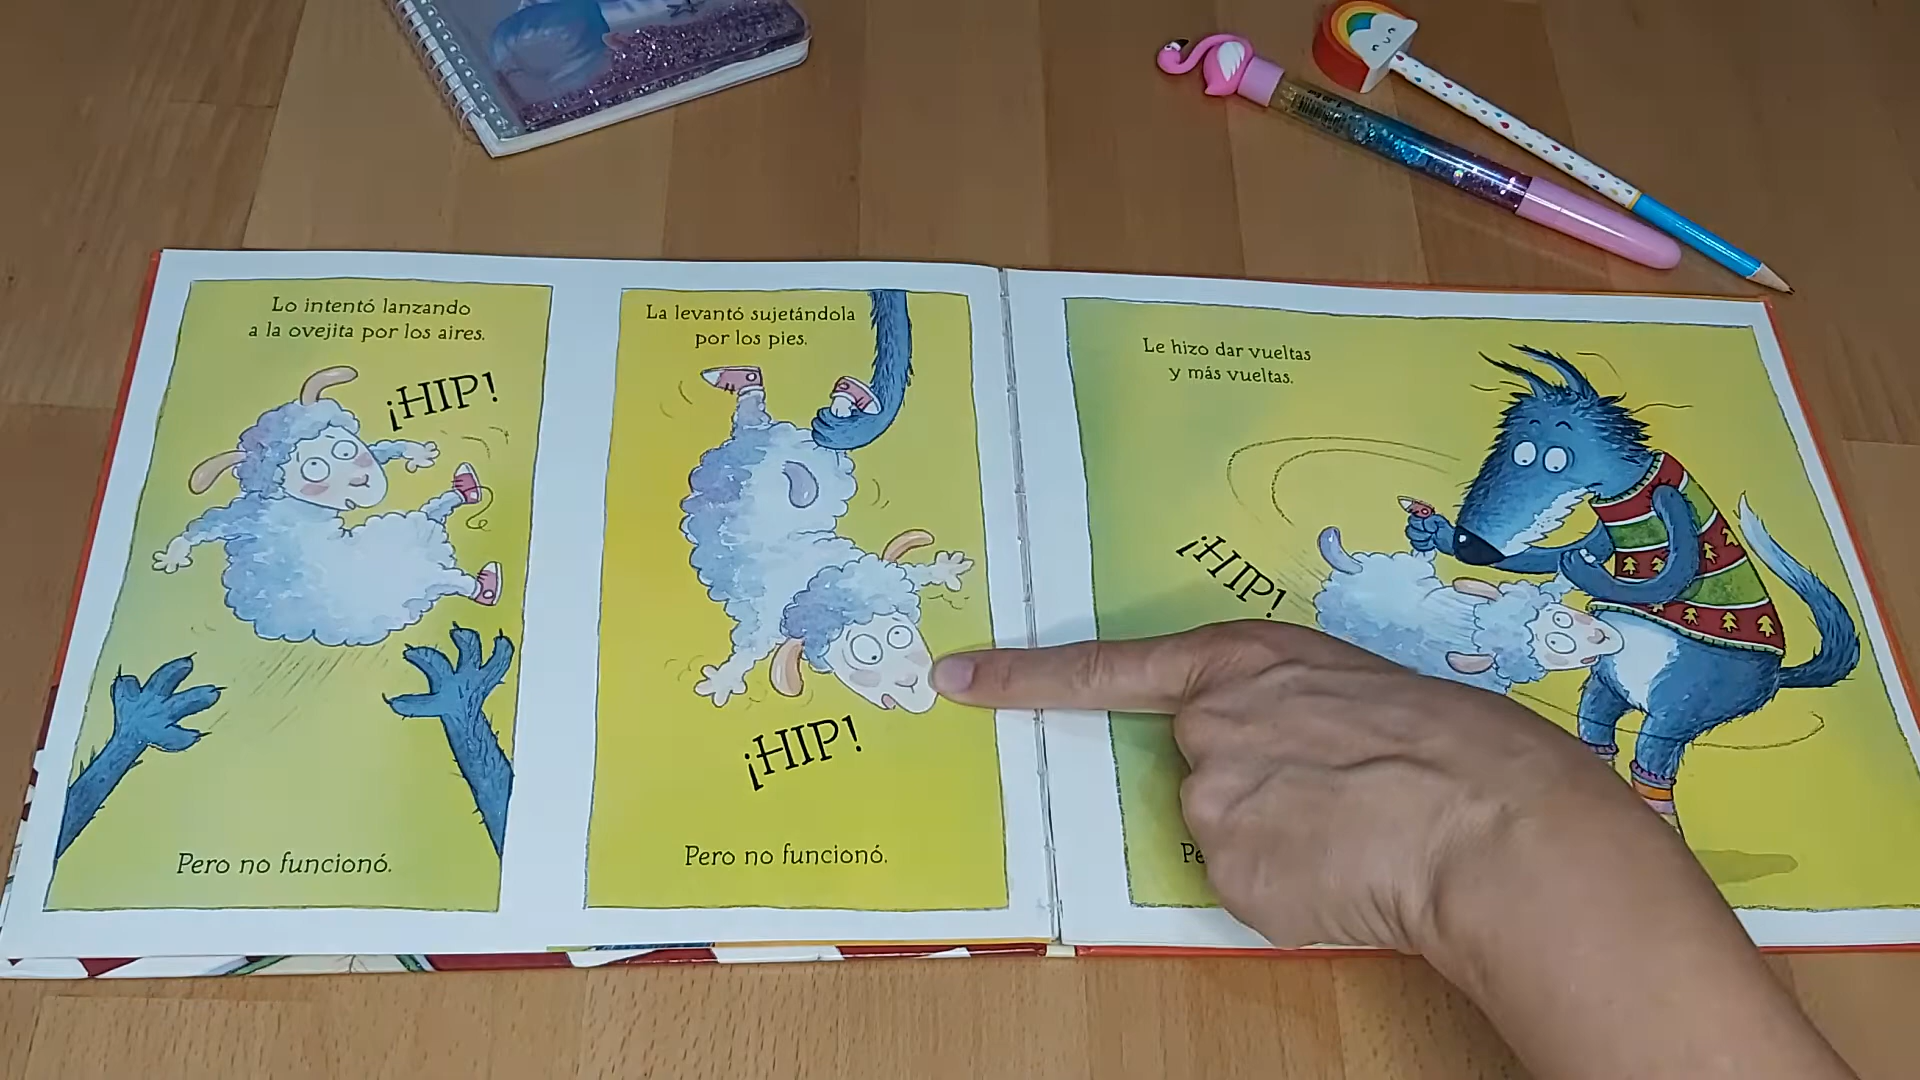 Lo intentó lanzando
a la ovejita por los aires.
¡HIP!
Pero no funcionó.
La levantó sujetándola
por los pies.
¡HIP!
Pero no funcionó.
Le hizo dar vueltas
y más vueltas.
¡HIP!